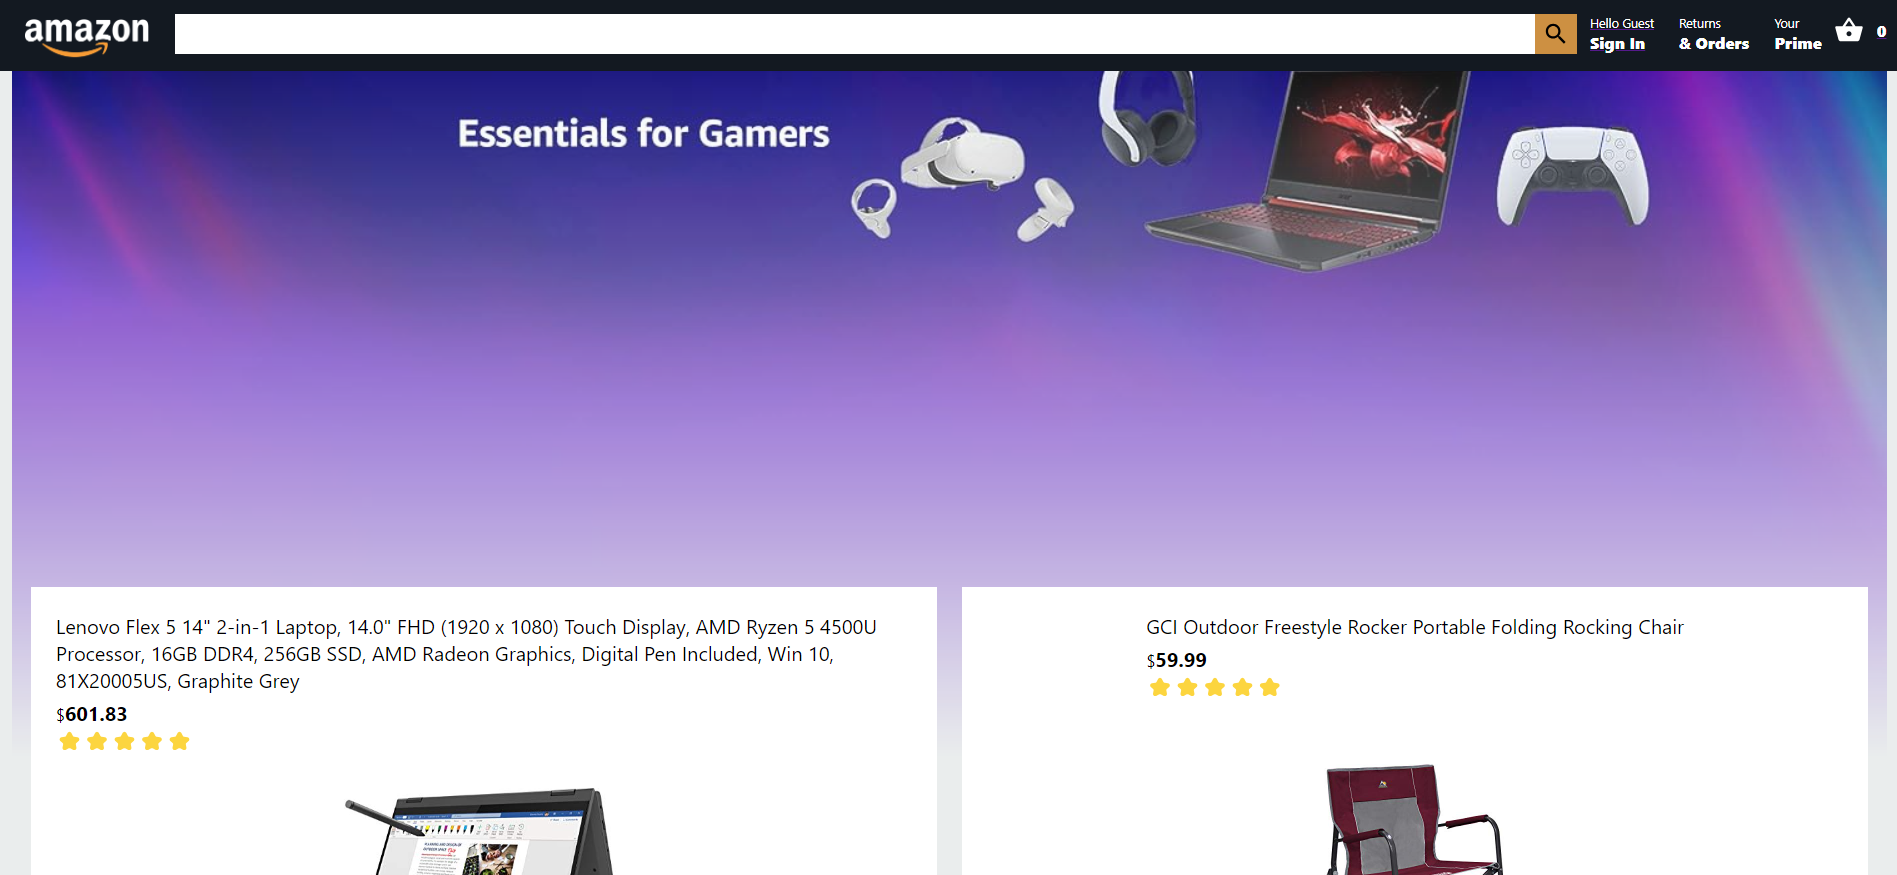 amazon
Hello Guest
Sign In
Returns
& Orders
Your
Prime
0
Essentials for Gamers
Lenovo Flex 5 14" 2-in-1 Laptop, 14.0" FHD (1920 x 1080) Touch Display, AMD Ryzen 5 4500U
Processor, 16GB DDR4, 256GB SSD, AMD Radeon Graphics, Digital Pen Included, Win 10,
81X20005US, Graphite Grey
$601.83
GCI Outdoor Freestyle Rocker Portable Folding Rocking Chair
$59.99